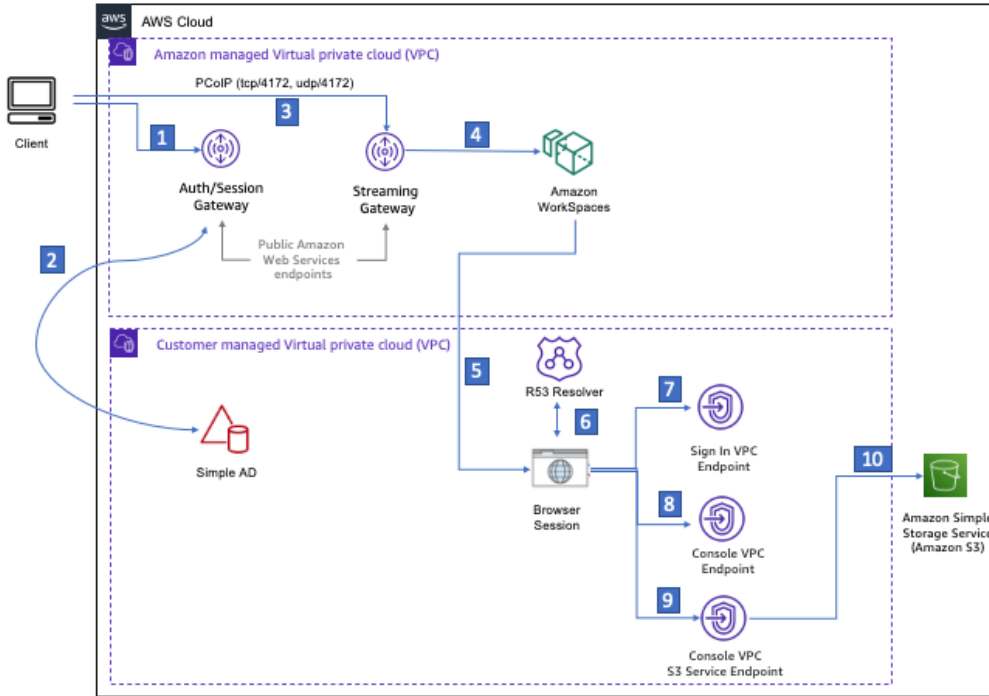 aws
AWS Cloud
Amazon managed Virtual private cloud (VPC)
PCoIP (tcp/4172, udp/4172)
3
1
4
Client
Auth/Session
Gateway
Streaming
Gateway
Amazon
WorkSpaces
Public Amazon
Web Services
endpoints
2
Customer managed Virtual private cloud (VPC)
5
R53 Resolver
7
6
Sign In VPC
Endpoint
Simple AD
10
Browser
Session
8
Console VPC
Endpoint
Amazon Simple
Storage Service
(Amazon S3)
9
Console VPC
S3 Service Endpoint